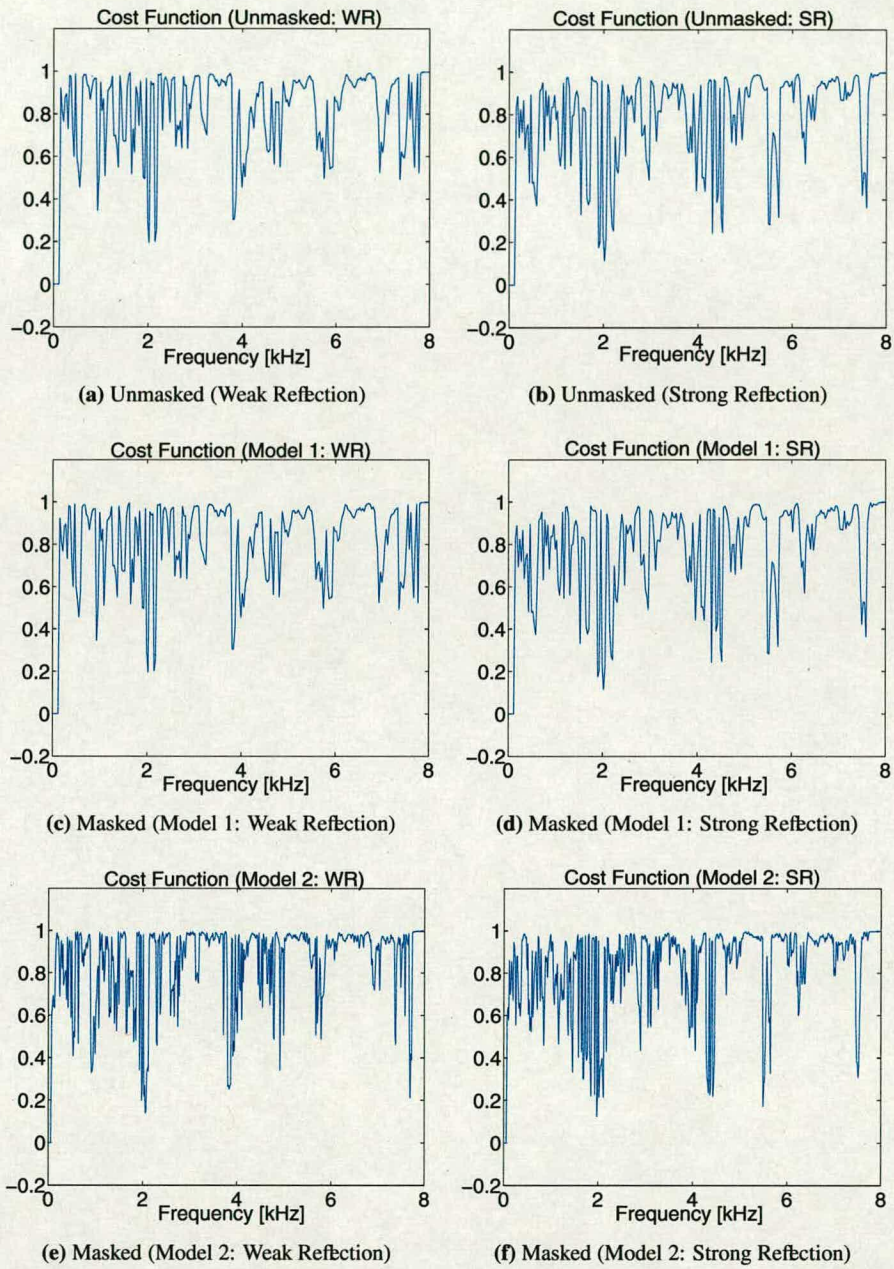 Cost Function (Unmasked: WR)
1
0.8
0.6
0.4
0.2
0
−0.2
0 2 4 6 8
Frequency [kHz]
(a) Unmasked (Weak Reflection)
Cost Function (Unmasked: SR)
1
0.8
0.6
0.4
0.2
0
−0.2
0 2 4 6 8
Frequency [kHz]
(b) Unmasked (Strong Reflection)
Cost Function (Model 1: WR)
1
0.8
0.6
0.4
0.2
0
−0.2
0 2 4 6 8
Frequency [kHz]
(c) Masked (Model 1: Weak Reflection)
Cost Function (Model 1: SR)
1
0.8
0.6
0.4
0.2
0
−0.2
0 2 4 6 8
Frequency [kHz]
(d) Masked (Model 1: Strong Reflection)
Cost Function (Model 2: WR)
1
0.8
0.6
0.4
0.2
0
−0.2
0 2 4 6 8
Frequency [kHz]
(e) Masked (Model 2: Weak Reflection)
Cost Function (Model 2: SR)
1
0.8
0.6
0.4
0.2
0
−0.2
0 2 4 6 8
Frequency [kHz]
(f) Masked (Model 2: Strong Reflection)